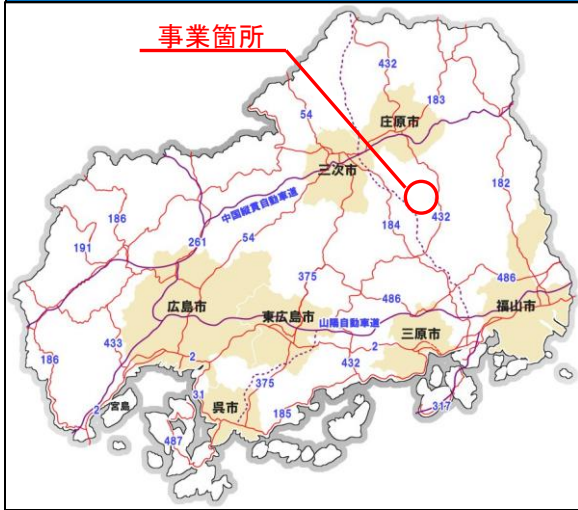 事業箇所
432
183
庄原市
54
三次市
182
中国縦貫自動車道
184
432
186
191
261
54
375
486
486
広島市
東広島市
山陽自動車道
三原市
福山市
186
433
2
2
432
宮島
2
31
375
呉市
185
317
487